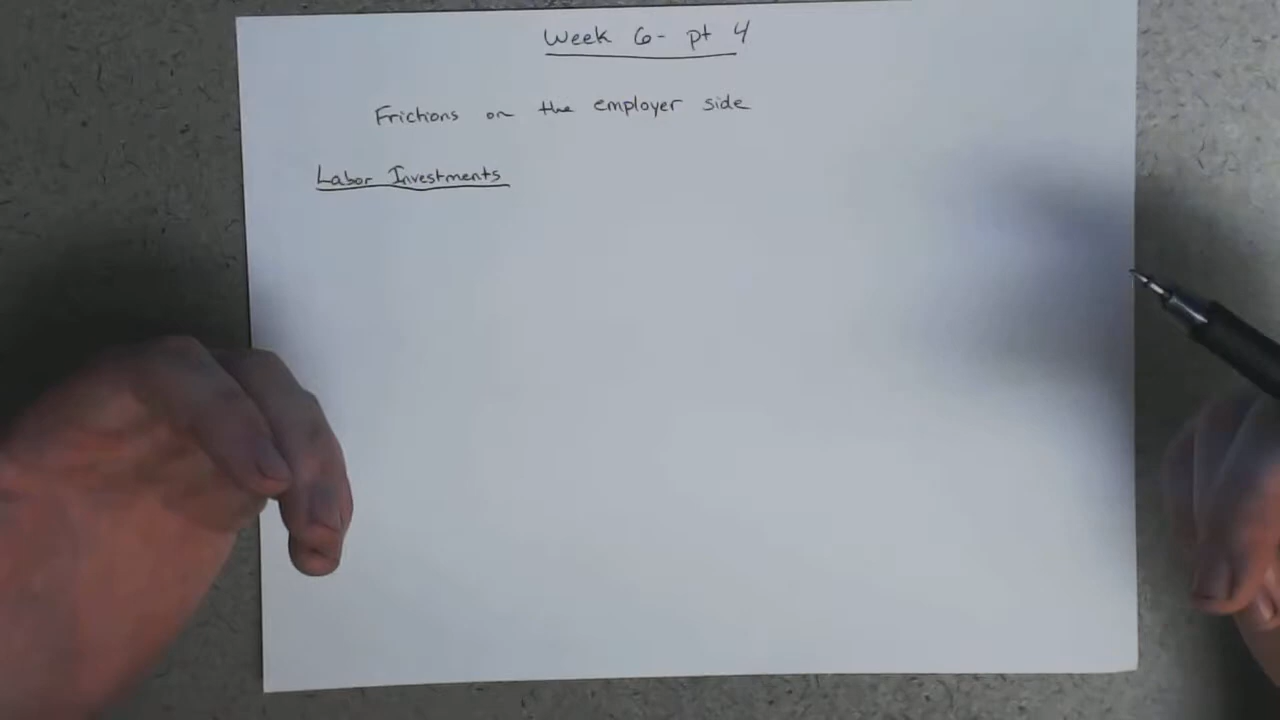 Week 6- pt 4
Frictions on the employer side
Labor Investments